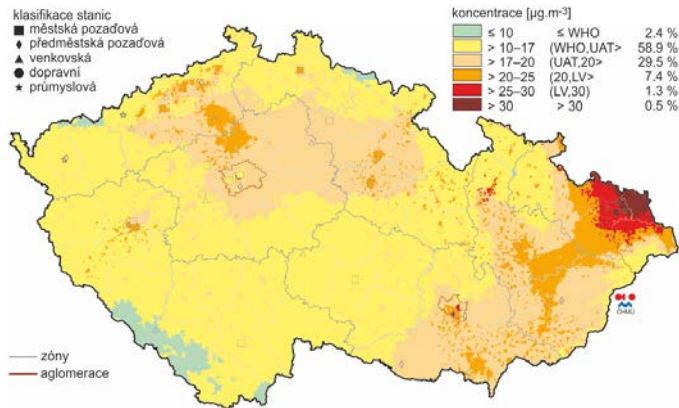 klasifikace stanic
městská pozaďová
předměstská pozaďová
venkovská
dopravní
průmyslová
koncentrace [µg.m-³]
≤ 10 ≤ WHO 2.4 %
> 10–17 (WHO,UAT> 58.9 %
> 17–20 (UAT,20> 29.5 %
> 20–25 (20,LV> 7.4 %
> 25–30 (LV,30) 1.3 %
> 30 > 30 0.5 %
ČHMÚ
zóny
aglomerace